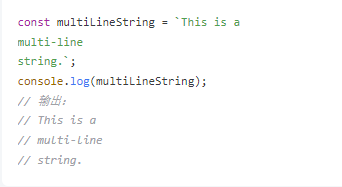 const multiLineString = `This is a
multi-line
string.`;
console.log(multiLineString);
// 输出：
// This is a
// multi-line
// string.